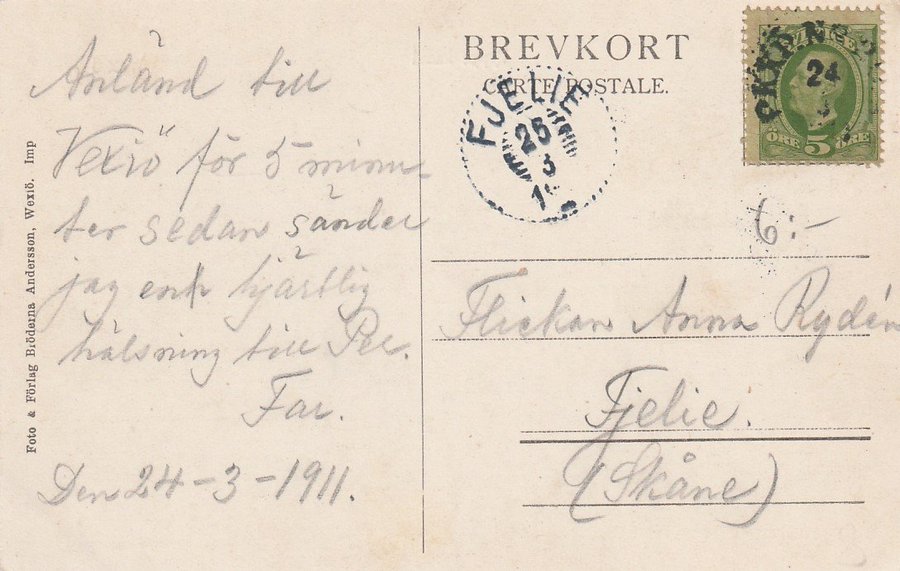 Anländ till
Vexiö för 5 minu
ter sedan sänder
jag en hjärtlig
hälsning till Per.
Far.
Den 24-3-1911.
Foto & Förlag Bröderna Andersson, Wexiö. Imp
BREVKORT
CARTE POSTALE.
FJELIE
25
3
24
5
ÖRE ÖRE
6:-
Flickan Anna Rydén
Fjelie.
(Skåne)